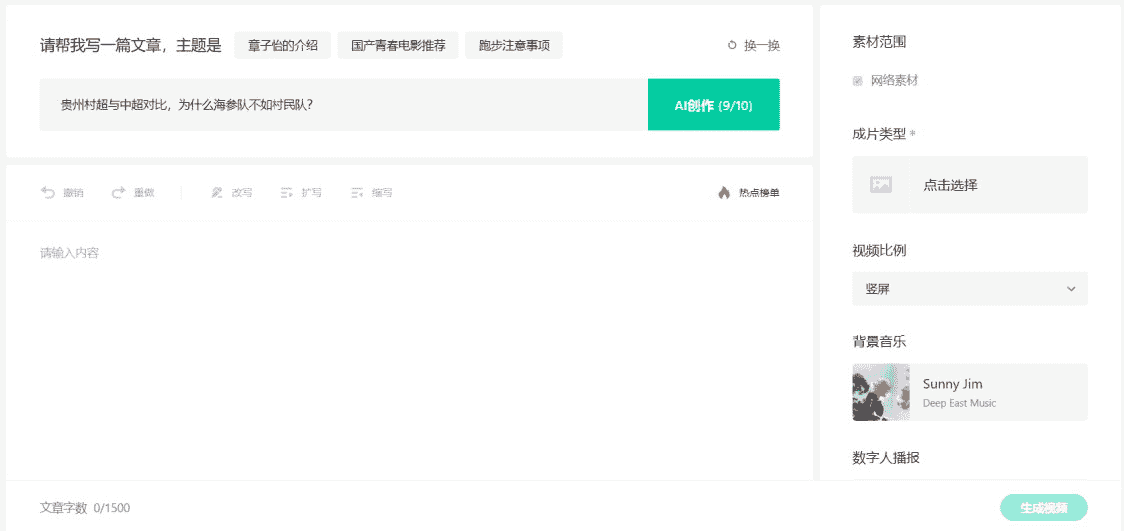 请帮我写一篇文章，主题是 章子怡的介绍 国产青春电影推荐 跑步注意事项 换一换
贵州村超与中超对比，为什么海参队不如村民队?
AI创作 (9/10)
撤销 重做 改写 扩写 缩写 热点榜单
请输入内容
文章字数 0/1500
素材范围
网络素材
成片类型 *
点击选择
视频比例
竖屏
背景音乐
Sunny Jim
Deep East Music
数字人播报
生成视频